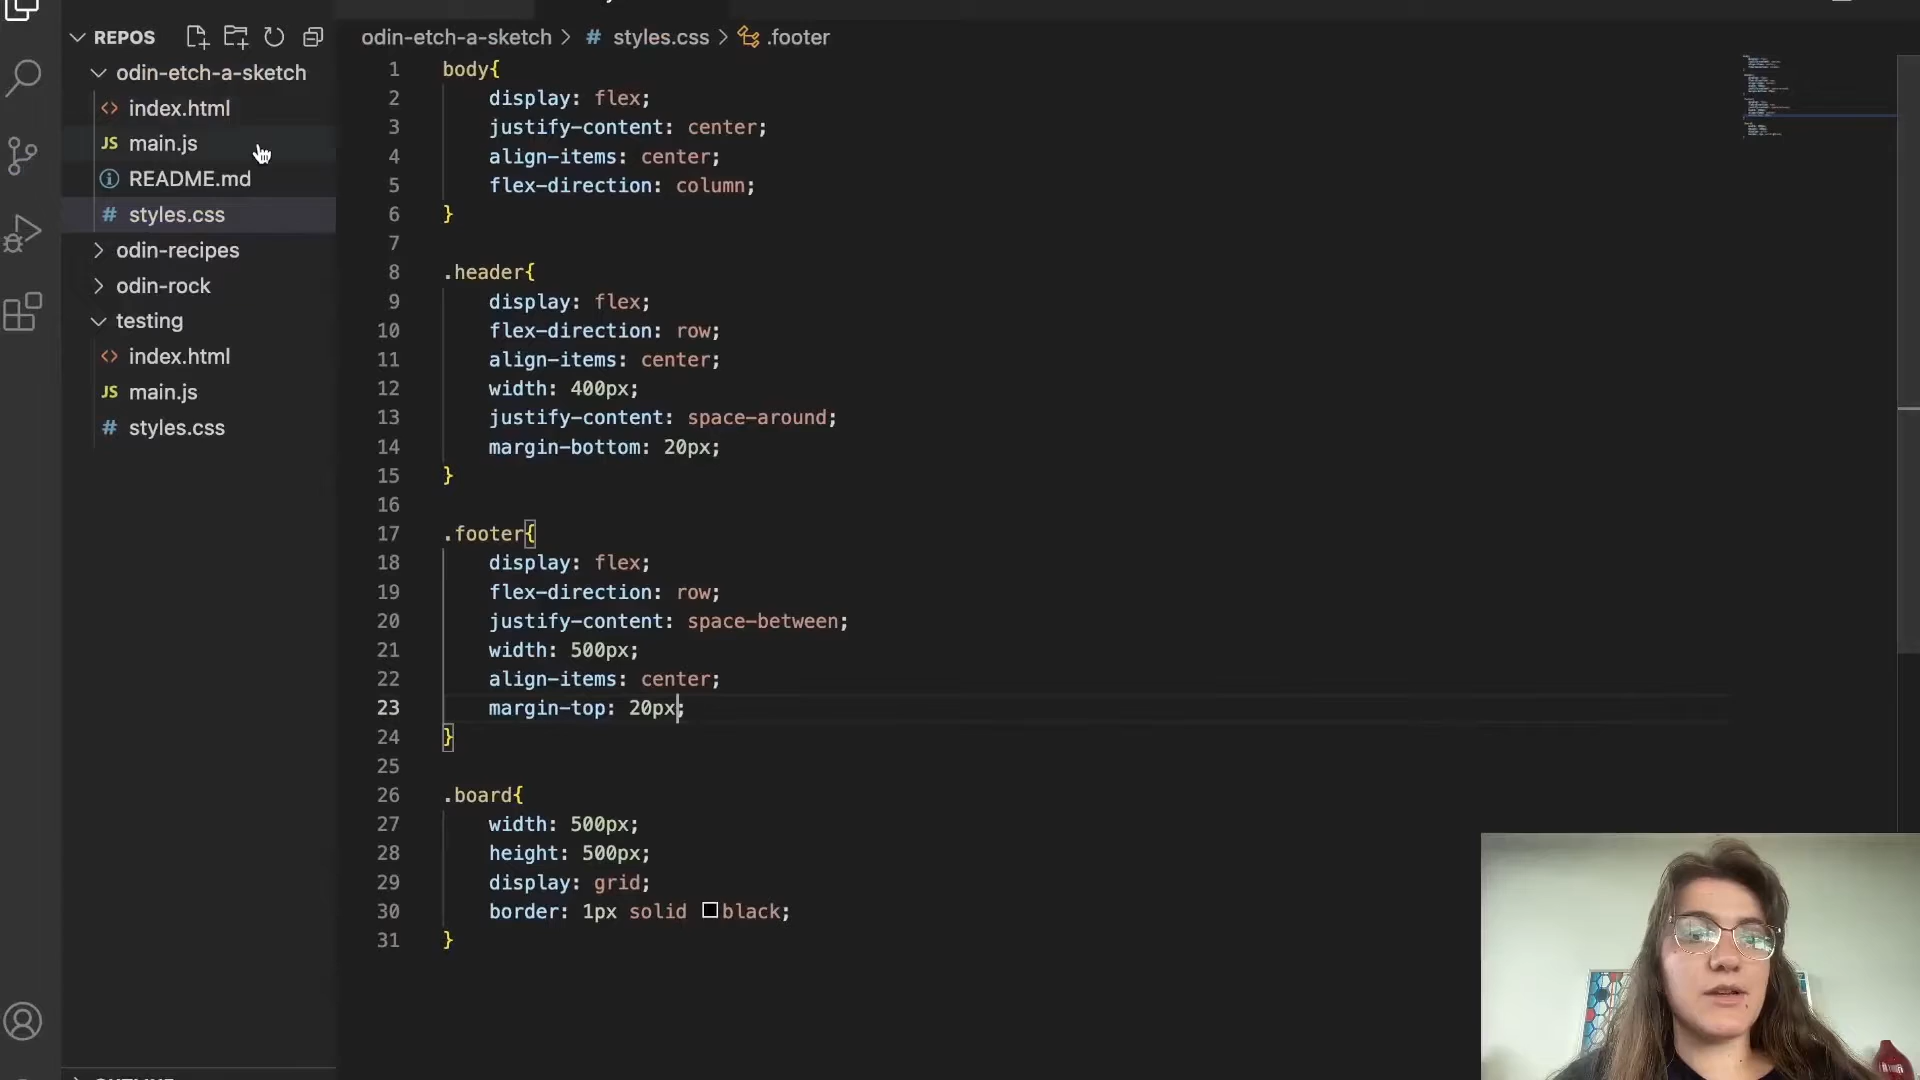 REPOS
odin-etch-a-sketch
index.html
JS main.js
README.md
# styles.css
odin-recipes
odin-rock
testing
index.html
JS main.js
# styles.css
odin-etch-a-sketch > # styles.css > .footer
1 body{
2 display: flex;
3 justify-content: center;
4 align-items: center;
5 flex-direction: column;
6 }
7
8 .header{
9 display: flex;
10 flex-direction: row;
11 align-items: center;
12 width: 400px;
13 justify-content: space-around;
14 margin-bottom: 20px;
15 }
16
17 .footer{
18 display: flex;
19 flex-direction: row;
20 justify-content: space-between;
21 width: 500px;
22 align-items: center;
23 margin-top: 20px;
24 }
25
26 .board{
27 width: 500px;
28 height: 500px;
29 display: grid;
30 border: 1px solid black;
31 }